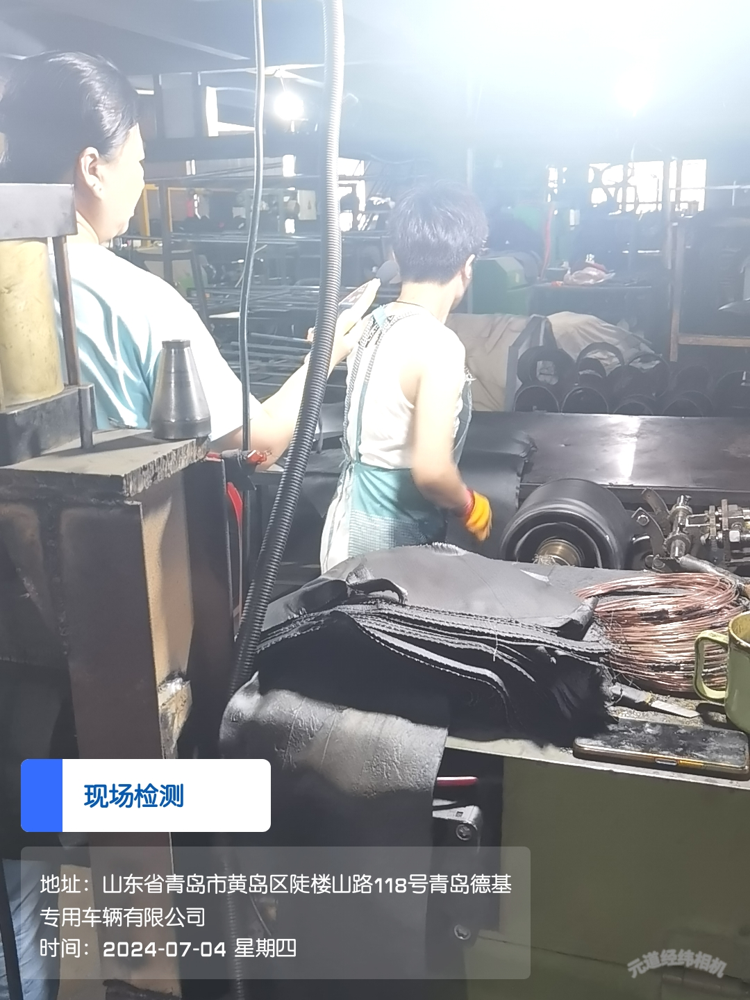 现场检测
地址：山东省青岛市黄岛区陡楼山路118号青岛德基
专用车辆有限公司
时间：2024-07-04 星期四
元道经纬相机